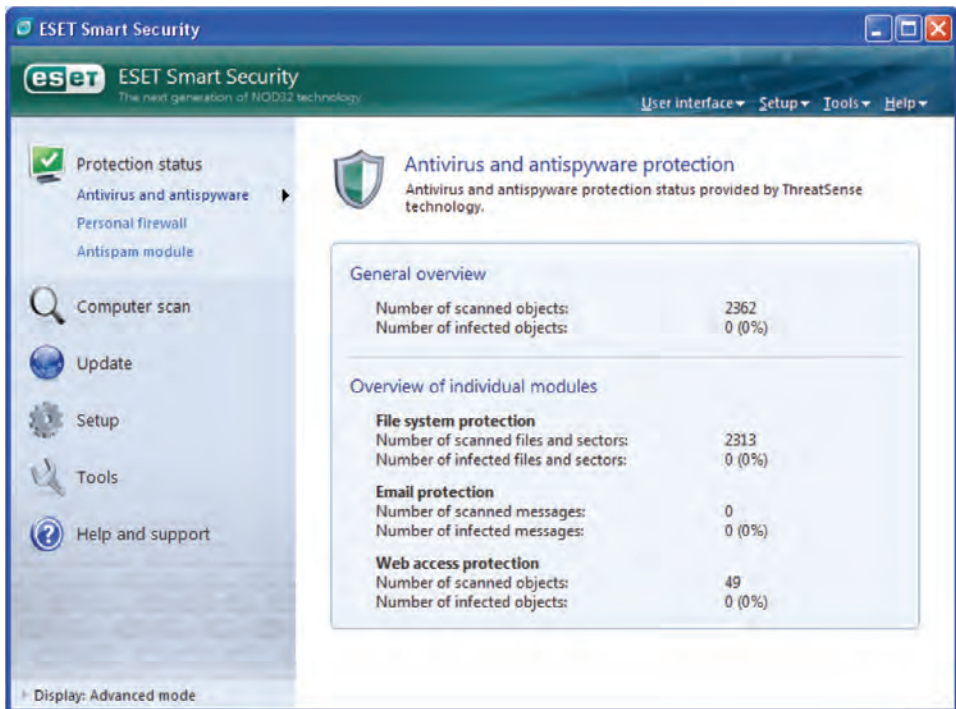 ESET Smart Security
eseT ESET Smart Security
The next generation of NOD32 technology
User interface Setup Tools Help
Protection status
Antivirus and antispyware
Personal firewall
Antispam module
Computer scan
Update
Setup
Tools
Help and support
Display: Advanced mode
Antivirus and antispyware protection
Antivirus and antispyware protection status provided by ThreatSense
technology.
General overview
Number of scanned objects: 2362
Number of infected objects: 0 (0%)
Overview of individual modules
File system protection
Number of scanned files and sectors: 2313
Number of infected files and sectors: 0 (0%)
Email protection
Number of scanned messages: 0
Number of infected messages: 0 (0%)
Web access protection
Number of scanned objects: 49
Number of infected objects: 0 (0%)